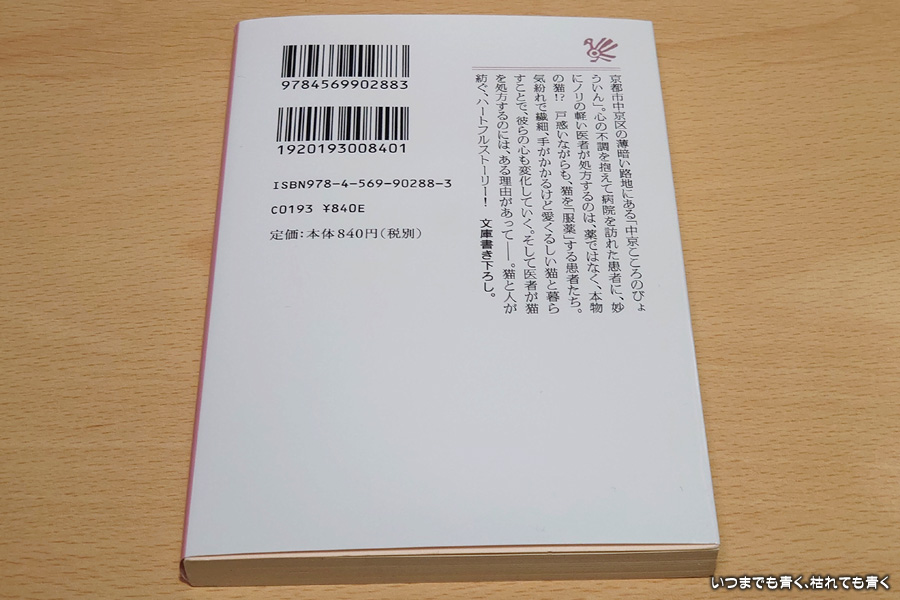 9784569902883
1920193008401
ISBN978-4-569-90288-3
C0193 ¥840E
定価：本体840円（税別）
京都市中京区の薄暗い路地にある「中京こころのびょ
ういん」。心の不調を抱えて病院を訪れた患者に、妙
にノリの軽い医者が処方するのは、薬ではなく、本物
の猫!? 戸惑いながらも、猫を「服薬」する患者たち。
気紛れで繊細、手がかかるけど愛くるしい猫と暮ら
すことで、彼らの心も変化していく。そして医者が猫
を処方するのには、ある理由があって――。猫と人が
紡ぐ、ハートフルストーリー! 文庫書き下ろし。
いつまでも青く、枯れても青く